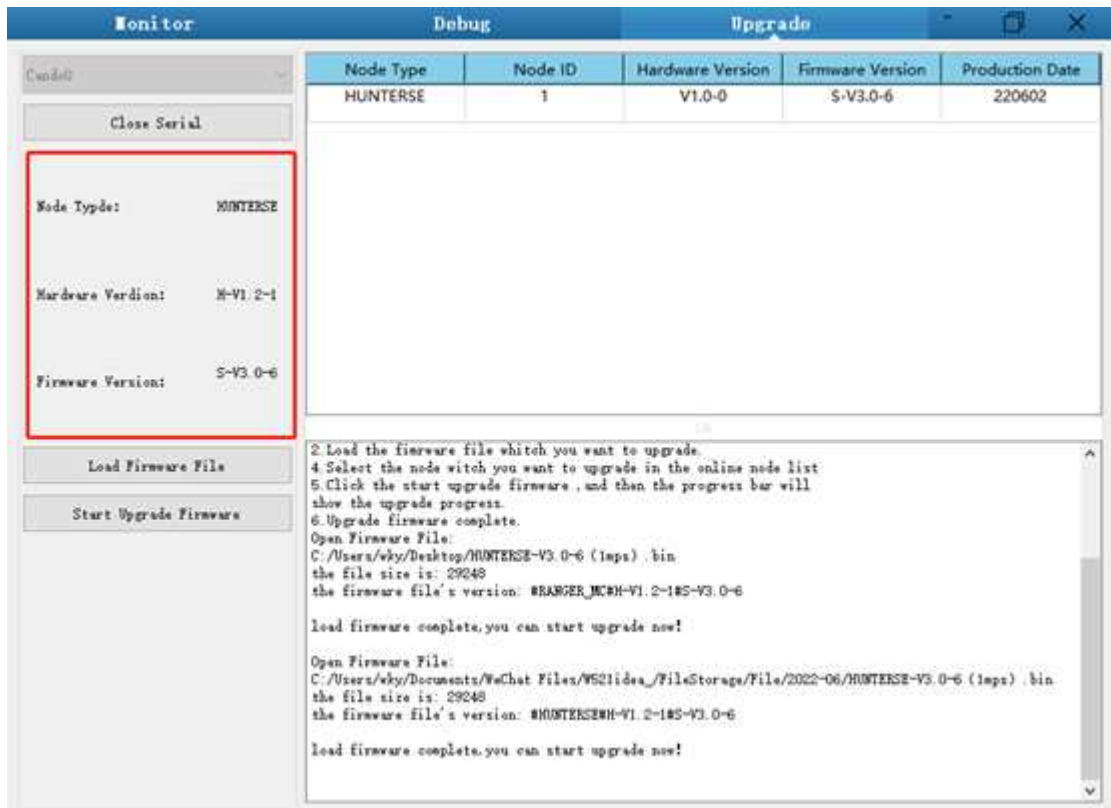 Monitor Debug Upgrade
Cando0
Close Serial
Node Typde: HUNTERSE
Hardware Verdion: H-V1.2-1
Firmware Version: S-V3.0-6
Load Firmware File
Start Upgrade Firmware
Node Type Node ID Hardware Version Firmware Version Production Date
HUNTERSE 1 V1.0-0 S-V3.0-6 220602
2.Load the fimrware file whitch you want to upgrade.
4.Select the node witch you want to upgrade in the online node list
5.Click the start upgrade firmware ,and then the progress bar will
show the upgrade progress.
6.Upgrade firmware complete.
Open Firmware File:
C:/Users/wky/Desktop/HUNTERSE-V3.0-6 (1mps) .bin
the file size is: 29248
the firmware file's version: #RANGER_MC#H-V1.2-1#S-V3.0-6
load firmware complete,you can start upgrade now!
Open Firmware File:
C:/Users/wky/Documents/WeChat Files/W521idea_/FileStorage/File/2022-06/HUNTERSE-V3.0-6 (1mps) .bin
the file size is: 29248
the firmware file's version: #HUNTERSE#H-V1.2-1#S-V3.0-6
load firmware complete,you can start upgrade now!